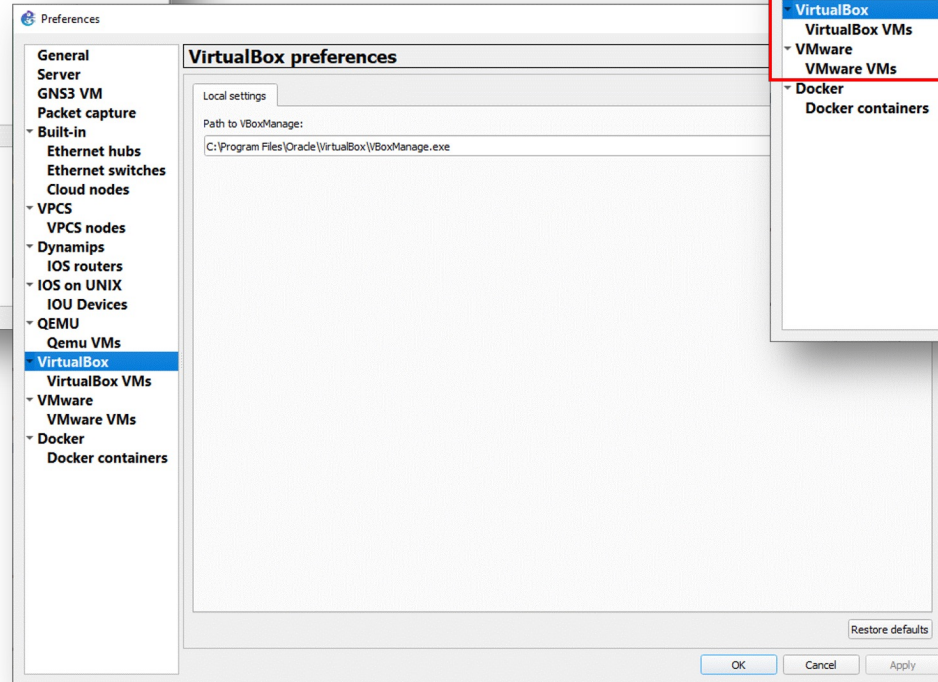 Preferences
General
Server
GNS3 VM
Packet capture
Built-in
Ethernet hubs
Ethernet switches
Cloud nodes
VPCS
VPCS nodes
Dynamips
IOS routers
IOS on UNIX
IOU Devices
QEMU
Qemu VMs
VirtualBox
VirtualBox VMs
VMware
VMware VMs
Docker
Docker containers
VirtualBox preferences
Local settings
Path to VBoxManage:
C:\Program Files\Oracle\VirtualBox\VBoxManage.exe
Restore defaults
OK
Cancel
Apply
VirtualBox
VirtualBox VMs
VMware
VMware VMs
Docker
Docker containers